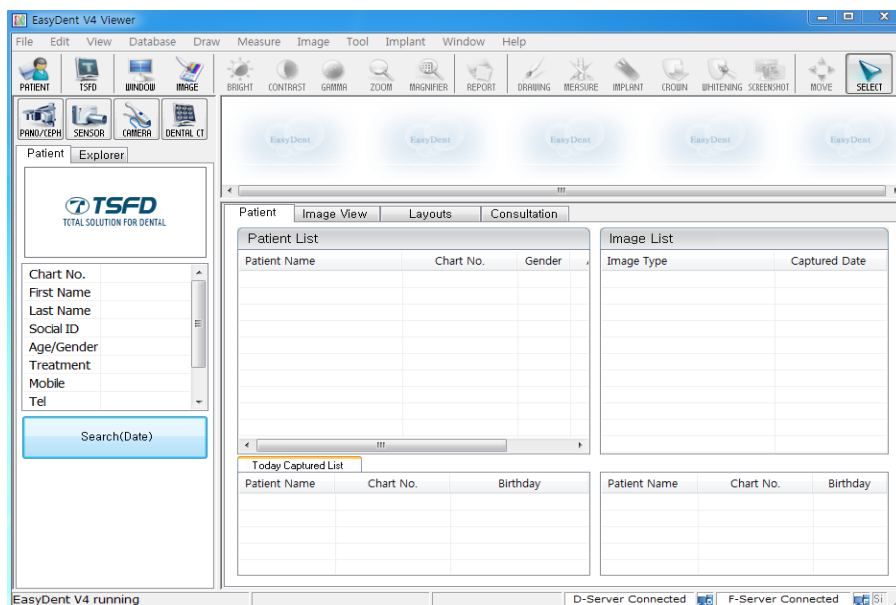 EasyDent V4 Viewer
File Edit View Database Draw Measure Image Tool Implant Window Help
PATIENT TSFD WINDOW IMAGE BRIGHT CONTRAST GAMMA ZOOM MAGNIFIER REPORT DRAWING MEASURE IMPLANT CROWN WHITENING SCREENSHOT MOVE SELECT
PANO/CEPH SENSOR CAMERA DENTAL CT
EasyDent EasyDent EasyDent EasyDent EasyDent
Patient Explorer
TSFD
TOTAL SOLUTION FOR DENTAL
Chart No.
First Name
Last Name
Social ID
Age/Gender
Treatment
Mobile
Tel
Search(Date)
Patient Image View Layouts Consultation
Patient List
Patient Name Chart No. Gender
Image List
Image Type Captured Date
Today Captured List
Patient Name Chart No. Birthday
Patient Name Chart No. Birthday
EasyDent V4 running D-Server Connected F-Server Connected Si